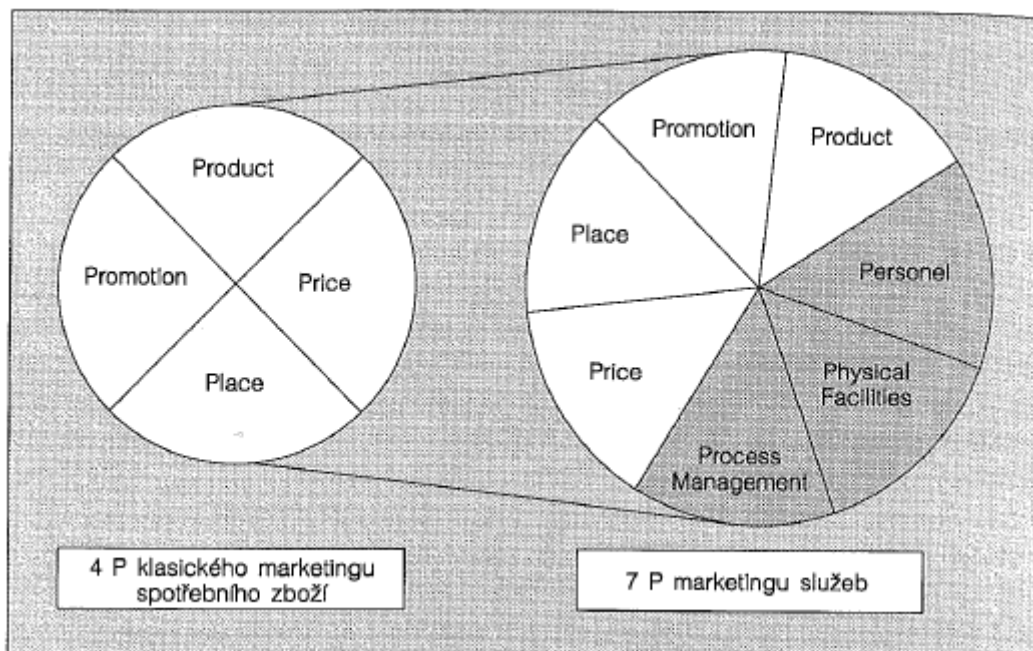 Product
Promotion
Price
Place
4 P klasického marketingu
spotřebního zboží
Promotion
Product
Place
Personel
Price
Physical
Facilities
Process
Management
7 P marketingu služeb